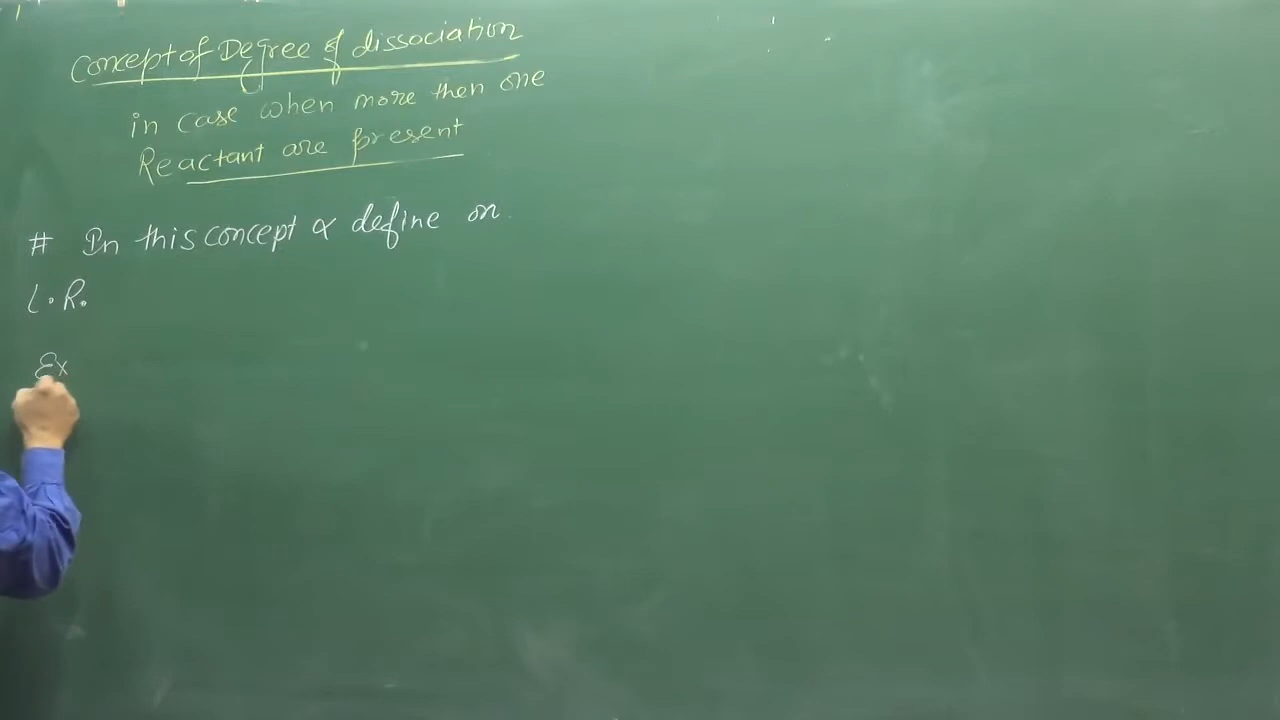 Concept of Degree of dissociation
in case when more then one
Reactant are present
# In this concept α define on
L.R.
Ex